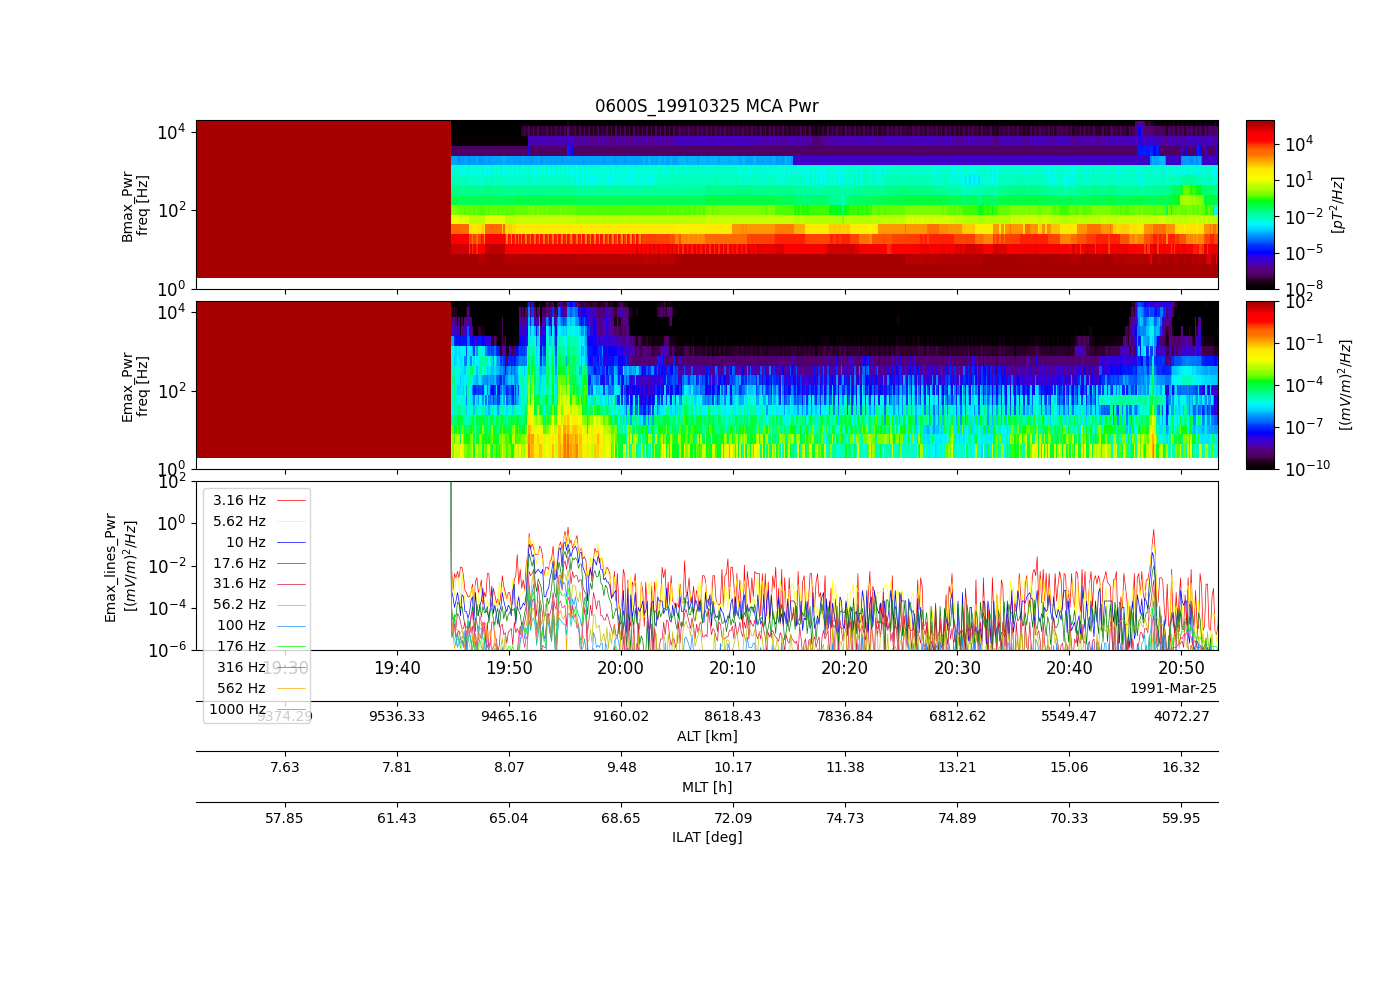 0600S_19910325 MCA Pwr
10^4
10^2
10^0
Bmax_Pwr
freq [Hz]
10^4
10^1
10^-2
10^-5
10^-8
[pT^2/Hz]
10^4
10^2
10^0
Emax_Pwr
freq [Hz]
10^2
10^-1
10^-4
10^-7
10^-10
[(mV/m)^2/Hz]
10^2
10^0
10^-2
10^-4
10^-6
Emax_lines_Pwr
[(mV/m)^2/Hz]
3.16 Hz
5.62 Hz
10 Hz
17.6 Hz
31.6 Hz
56.2 Hz
100 Hz
176 Hz
316 Hz
562 Hz
1000 Hz
19:30 19:40 19:50 20:00 20:10 20:20 20:30 20:40 20:50
1991-Mar-25
9374.29 9536.33 9465.16 9160.02 8618.43 7836.84 6812.62 5549.47 4072.27
ALT [km]
7.63 7.81 8.07 9.48 10.17 11.38 13.21 15.06 16.32
MLT [h]
57.85 61.43 65.04 68.65 72.09 74.73 74.89 70.33 59.95
ILAT [deg]